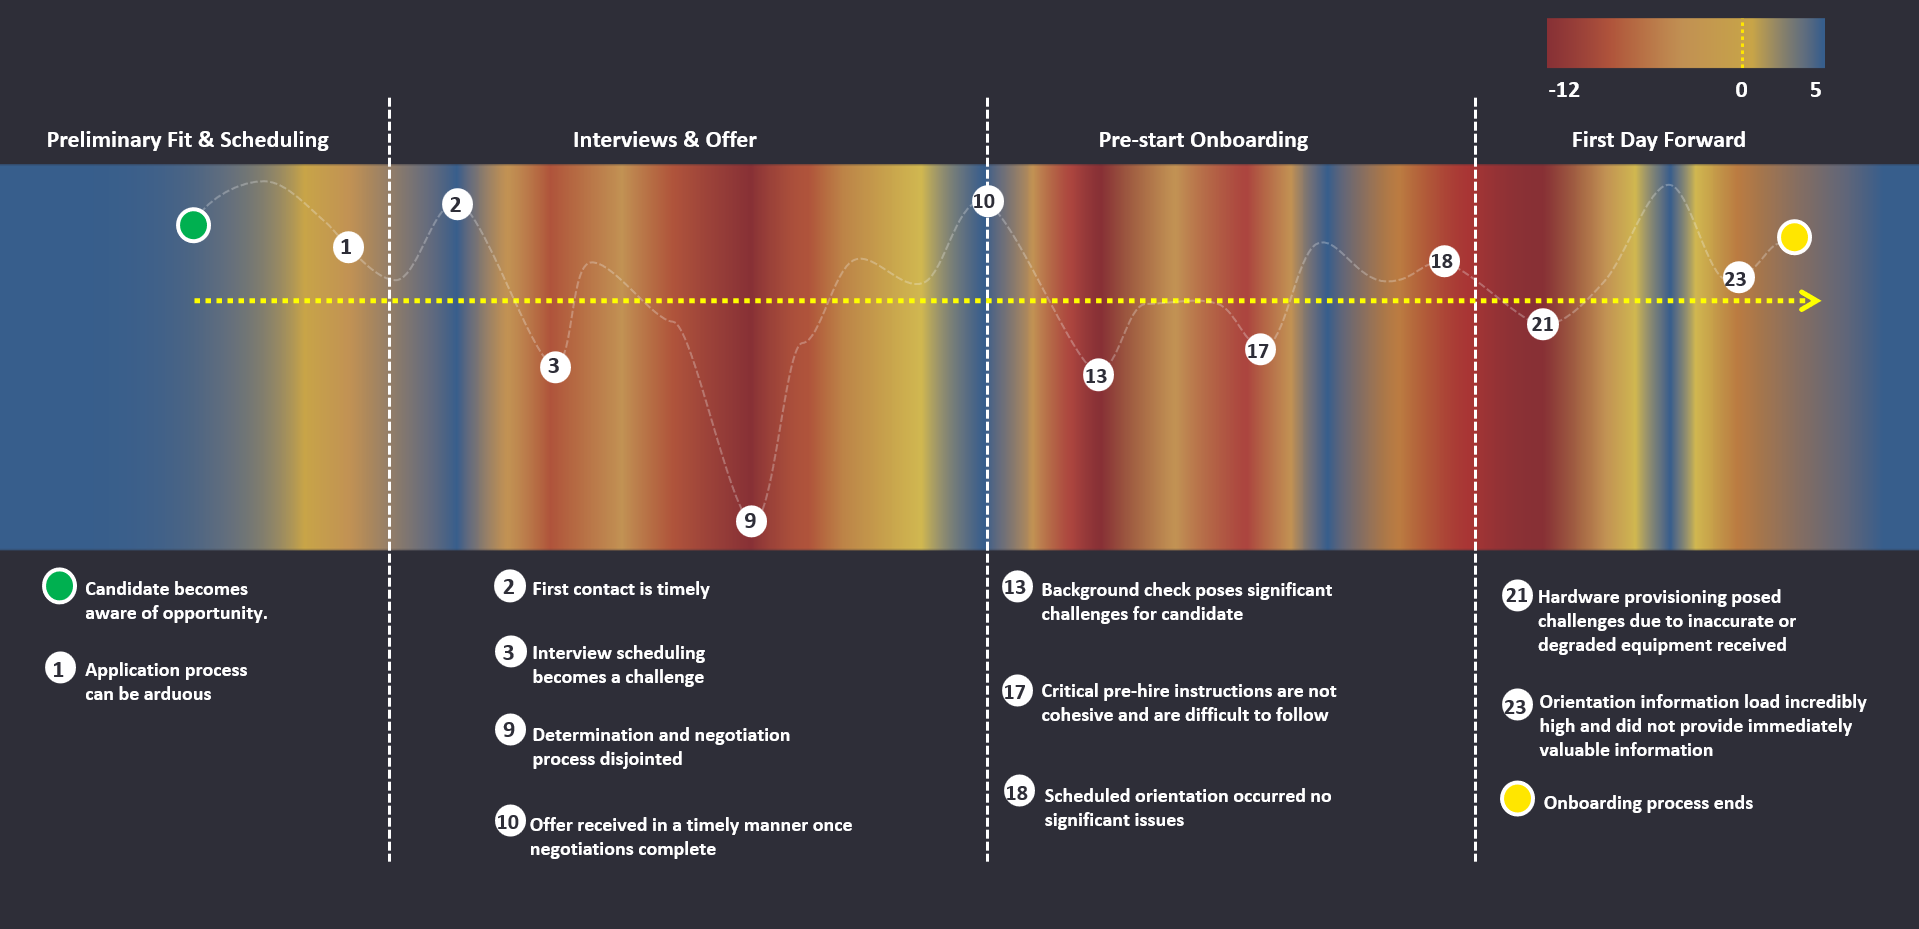 -12 0 5
Preliminary Fit & Scheduling
Interviews & Offer
Pre-start Onboarding
First Day Forward
1
2
3
9
10
13
17
18
21
23
Candidate becomes
aware of opportunity.
1 Application process
can be arduous
2 First contact is timely
3 Interview scheduling
becomes a challenge
9 Determination and negotiation
process disjointed
10 Offer received in a timely manner once
negotiations complete
13 Background check poses significant
challenges for candidate
17 Critical pre-hire instructions are not
cohesive and are difficult to follow
18 Scheduled orientation occurred no
significant issues
21 Hardware provisioning posed
challenges due to inaccurate or
degraded equipment received
23 Orientation information load incredibly
high and did not provide immediately
valuable information
Onboarding process ends